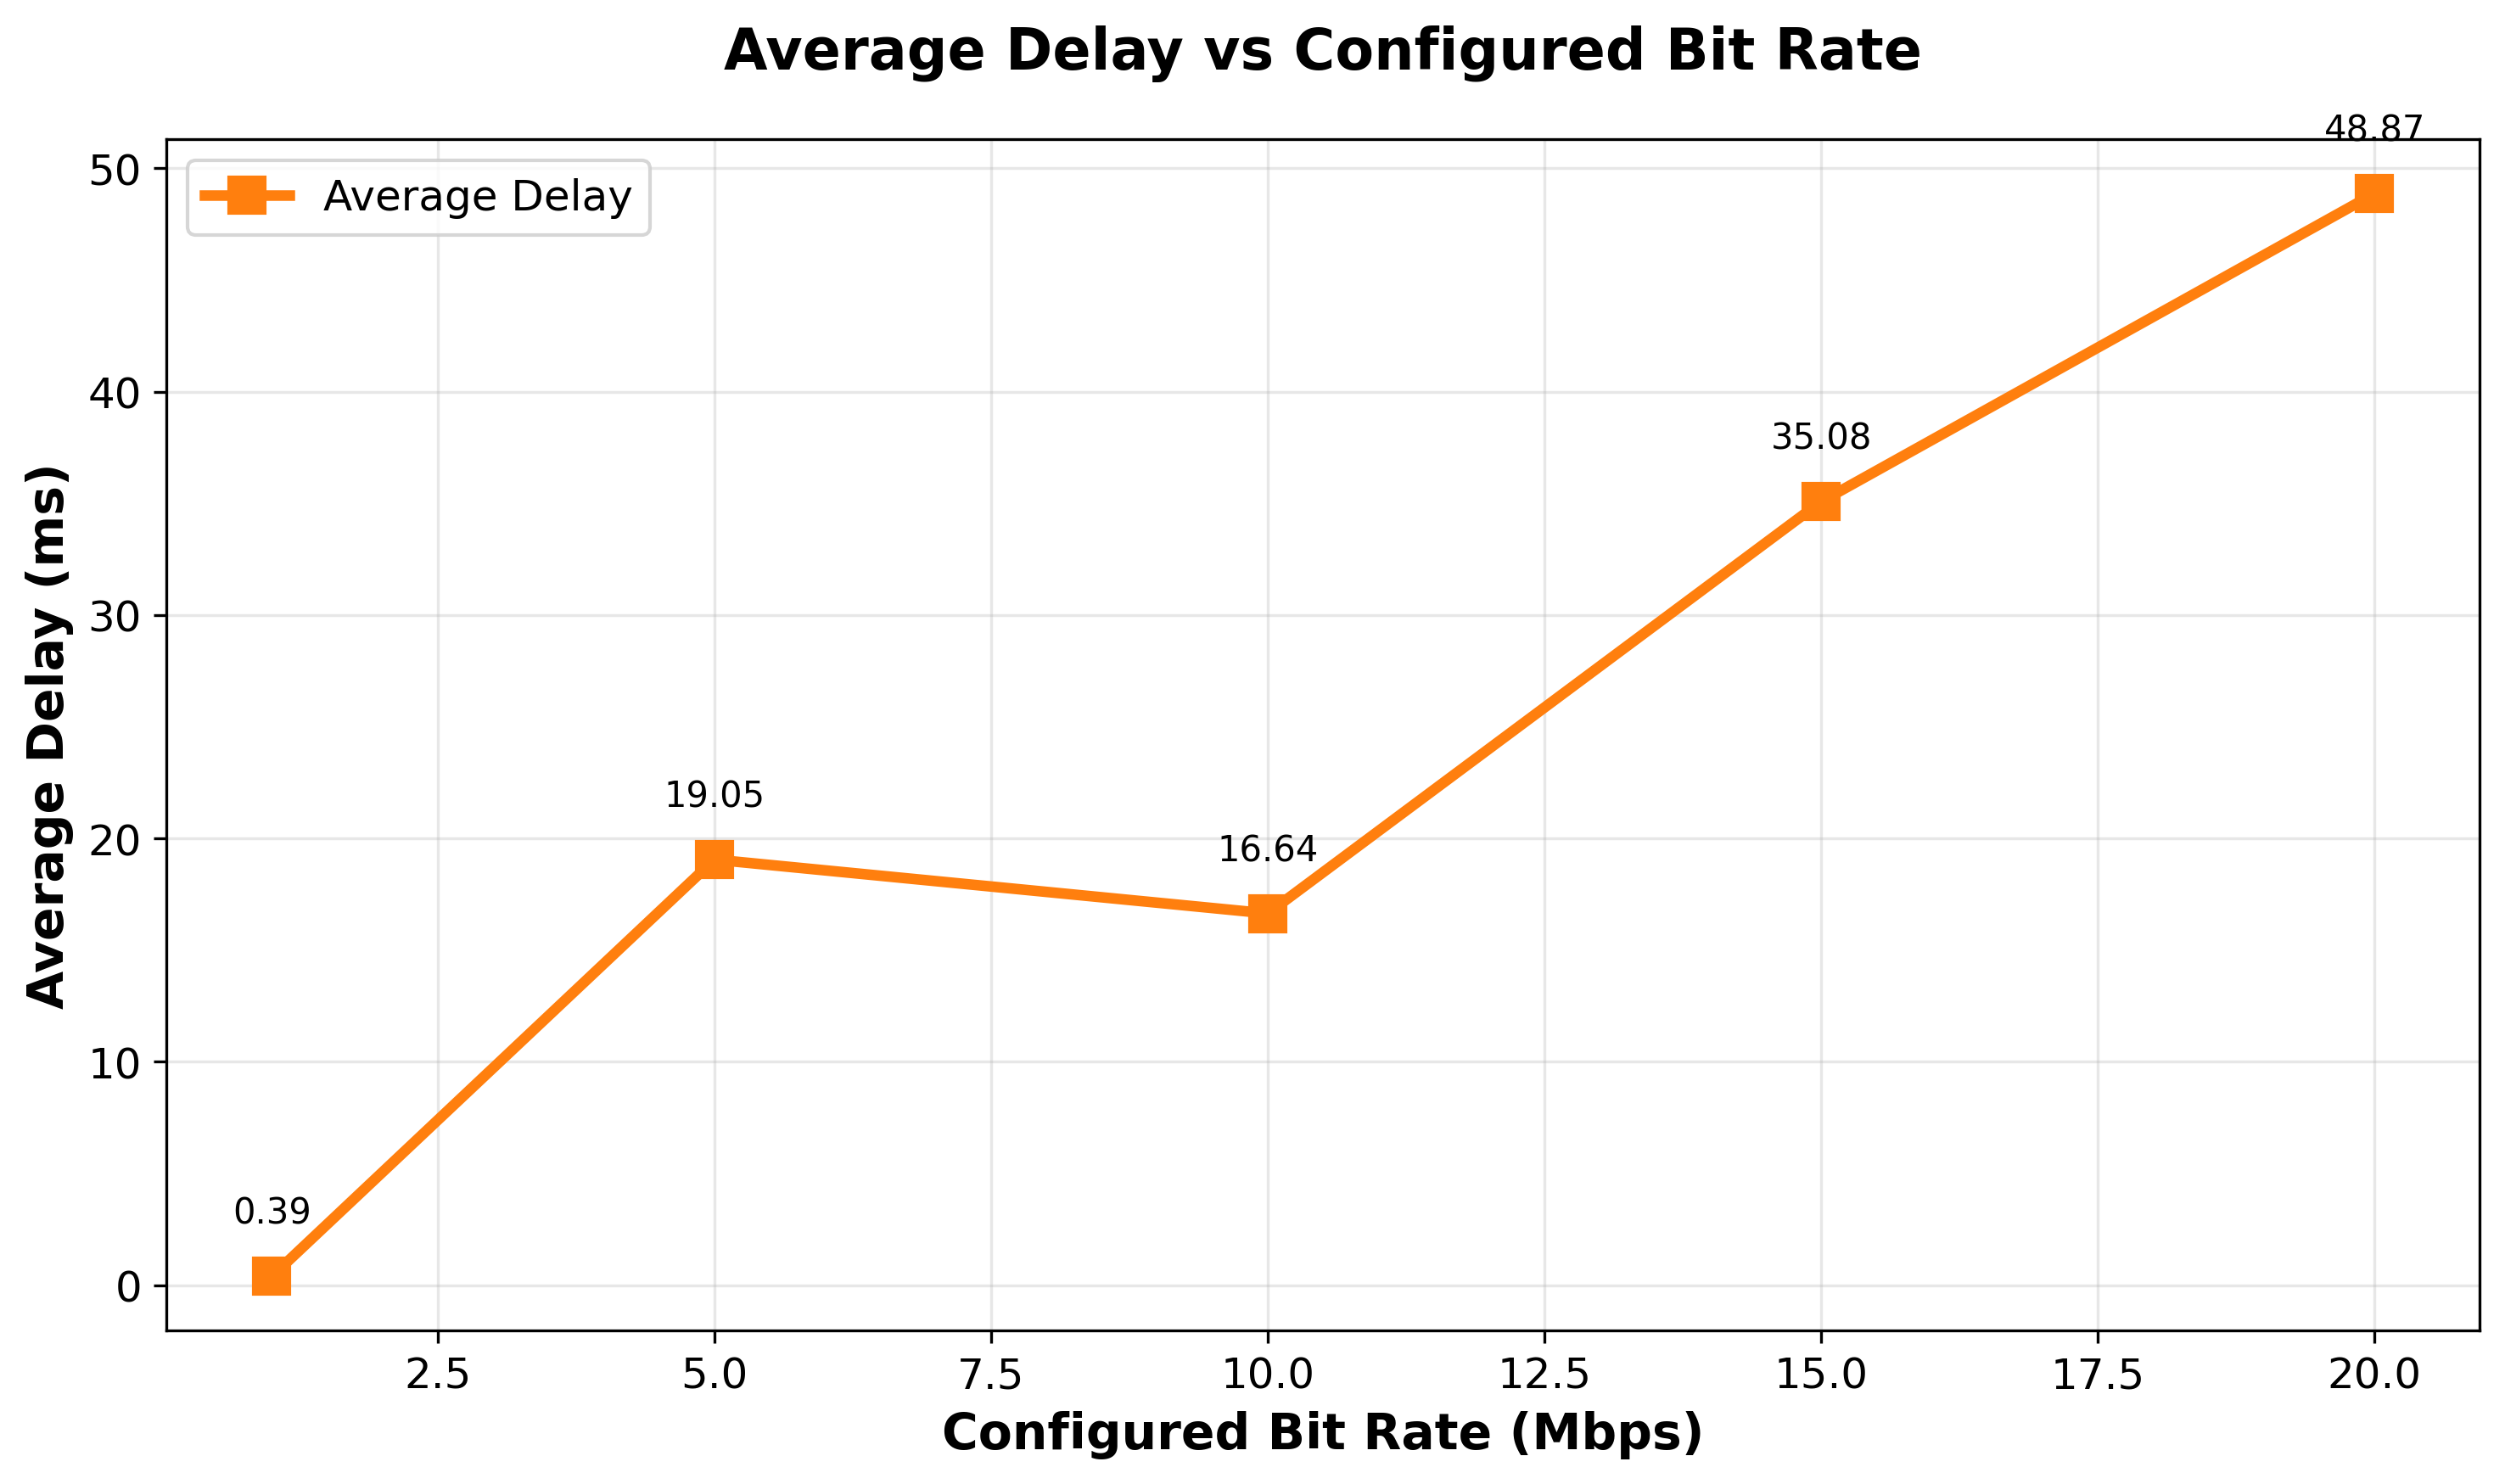 Average Delay vs Configured Bit Rate
48.87
50
Average Delay
40
35.08
30
Average Delay (ms)
19.05
20
16.64
10
0.39
0
2.5 5.0 7.5 10.0 12.5 15.0 17.5 20.0
Configured Bit Rate (Mbps)